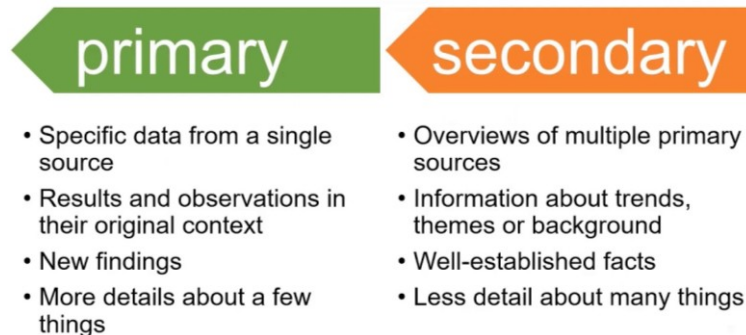 primary
• Specific data from a single
source
• Results and observations in
their original context
• New findings
• More details about a few
things
secondary
• Overviews of multiple primary
sources
• Information about trends,
themes or background
• Well-established facts
• Less detail about many things